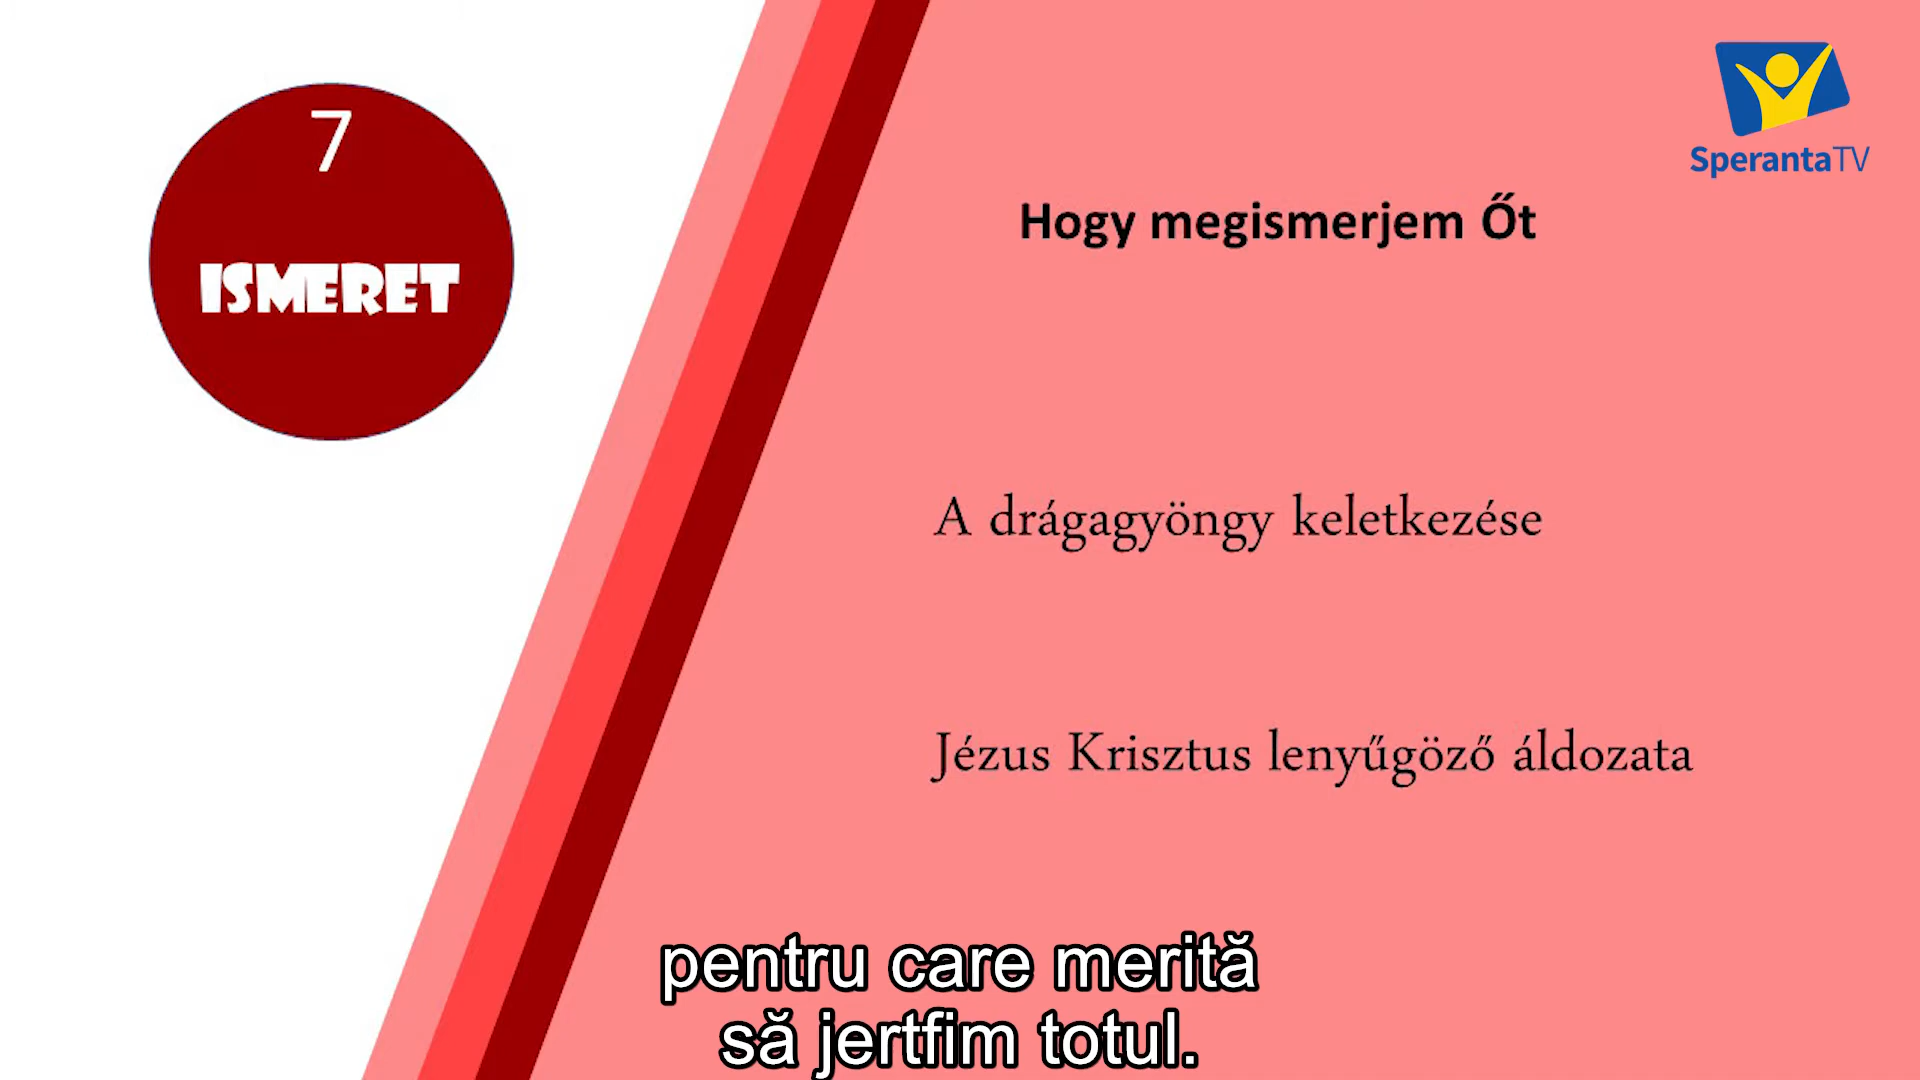 7
ISMERET
SperantaTV
Hogy megismerjem Őt
A drágagyöngy keletkezése
Jézus Krisztus lenyűgöző áldozata
pentru care merită
să jertfim totul.